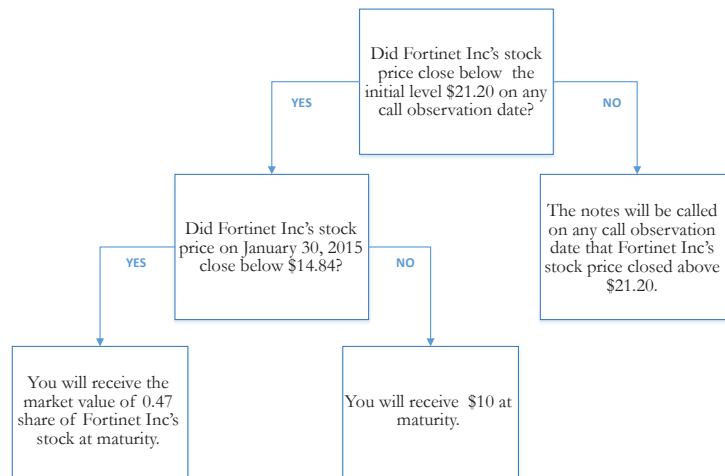 Did Fortinet Inc's stock
price close below the
initial level $21.20 on any
call observation date?
YES
NO
Did Fortinet Inc's stock
price on January 30, 2015
close below $14.84?
The notes will be called
on any call observation
date that Fortinet Inc's
stock price closed above
$21.20.
YES
NO
You will receive the
market value of 0.47
share of Fortinet Inc's
stock at maturity.
You will receive $10 at
maturity.